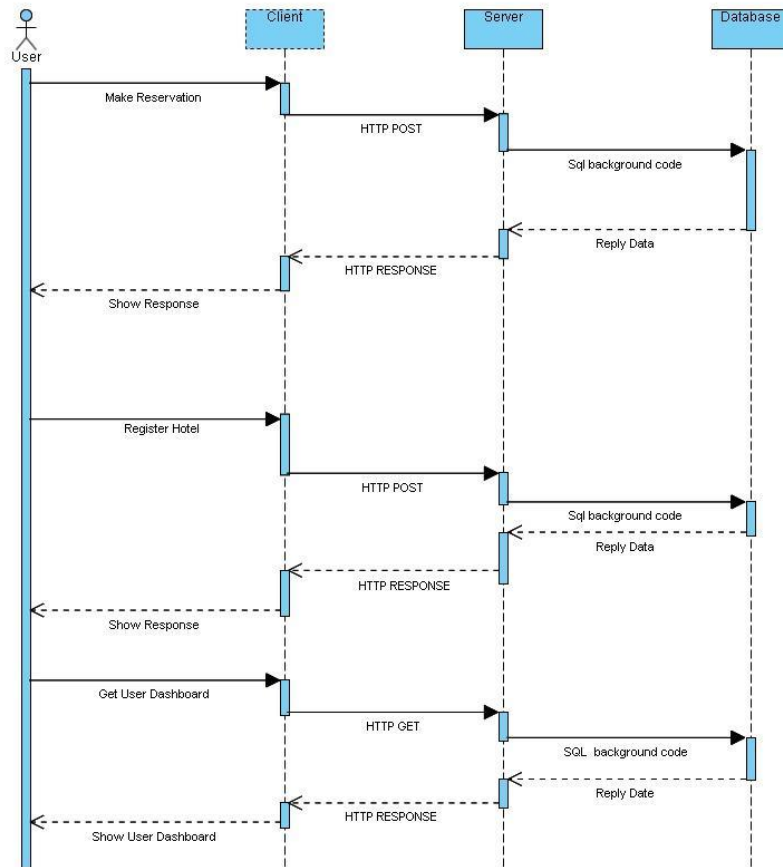 Client
Server
Database
User
Make Reservation
HTTP POST
Sql background code
Reply Data
HTTP RESPONSE
Show Response
Register Hotel
HTTP POST
Sql background code
Reply Data
HTTP RESPONSE
Show Response
Get User Dashboard
HTTP GET
SQL background code
Reply Date
HTTP RESPONSE
Show User Dashboard